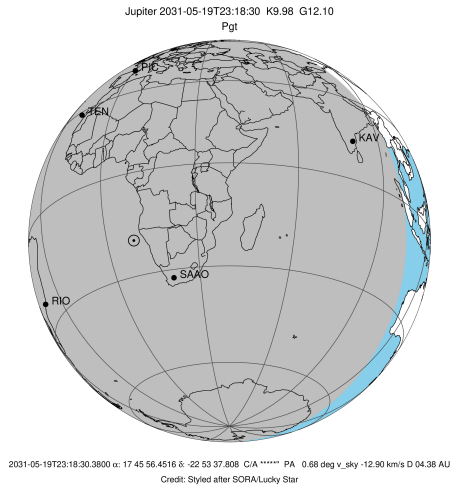 Jupiter 2031-05-19T23:18:30 K9.98 G12.10
Pgt
PIC
TEN
KAV
SAAO
RIO
2031-05-19T23:18:30.3800 α: 17 45 56.4516 δ: -22 53 37.808 C/A *****" PA 0.68 deg v_sky -12.90 km/s D 04.38 AU
Credit: Styled after SORA/Lucky Star